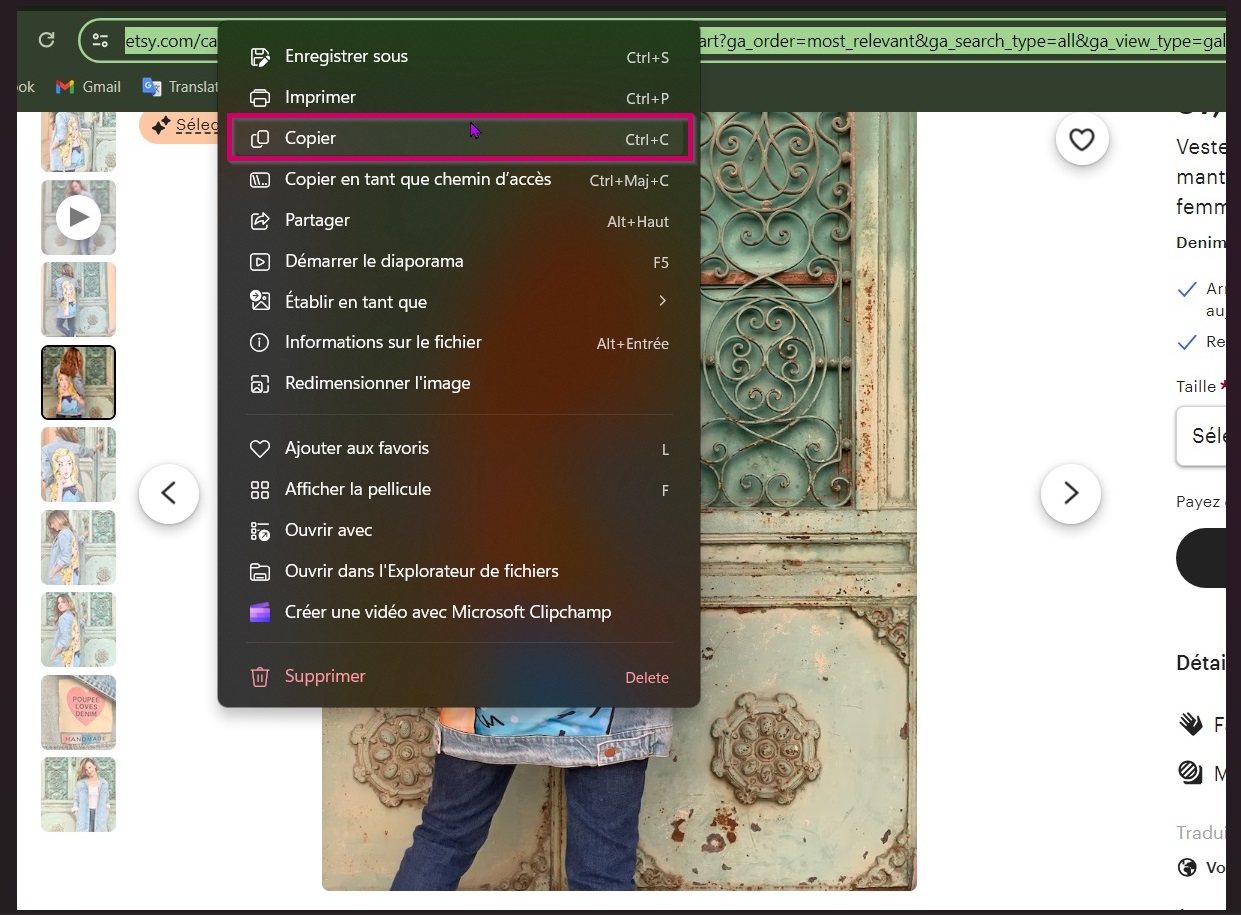 etsy.com/ca
art?ga_order=most_relevant&ga_search_type=all&ga_view_type=gal
ok
Gmail
Translat
Sélec
Enregistrer sous Ctrl+S
Imprimer Ctrl+P
Copier Ctrl+C
Copier en tant que chemin d’accès Ctrl+Maj+C
Partager Alt+Haut
Démarrer le diaporama F5
Établir en tant que
Informations sur le fichier Alt+Entrée
Redimensionner l'image
Ajouter aux favoris L
Afficher la pellicule F
Ouvrir avec
Ouvrir dans l'Explorateur de fichiers
Créer une vidéo avec Microsoft Clipchamp
Supprimer Delete
POUPEE
LOVES
DENIM
HANDMADE
Veste
mant
femm
Denim
Arr
au
Re
Taille *
Séle
Payez
Détai
F
M
Tradui
Vo